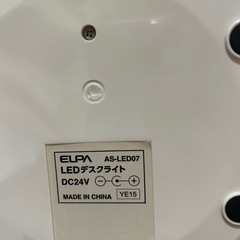 ELPA AS-LED07
LEDデスクライト
DC24V
MADE IN CHINA YE15